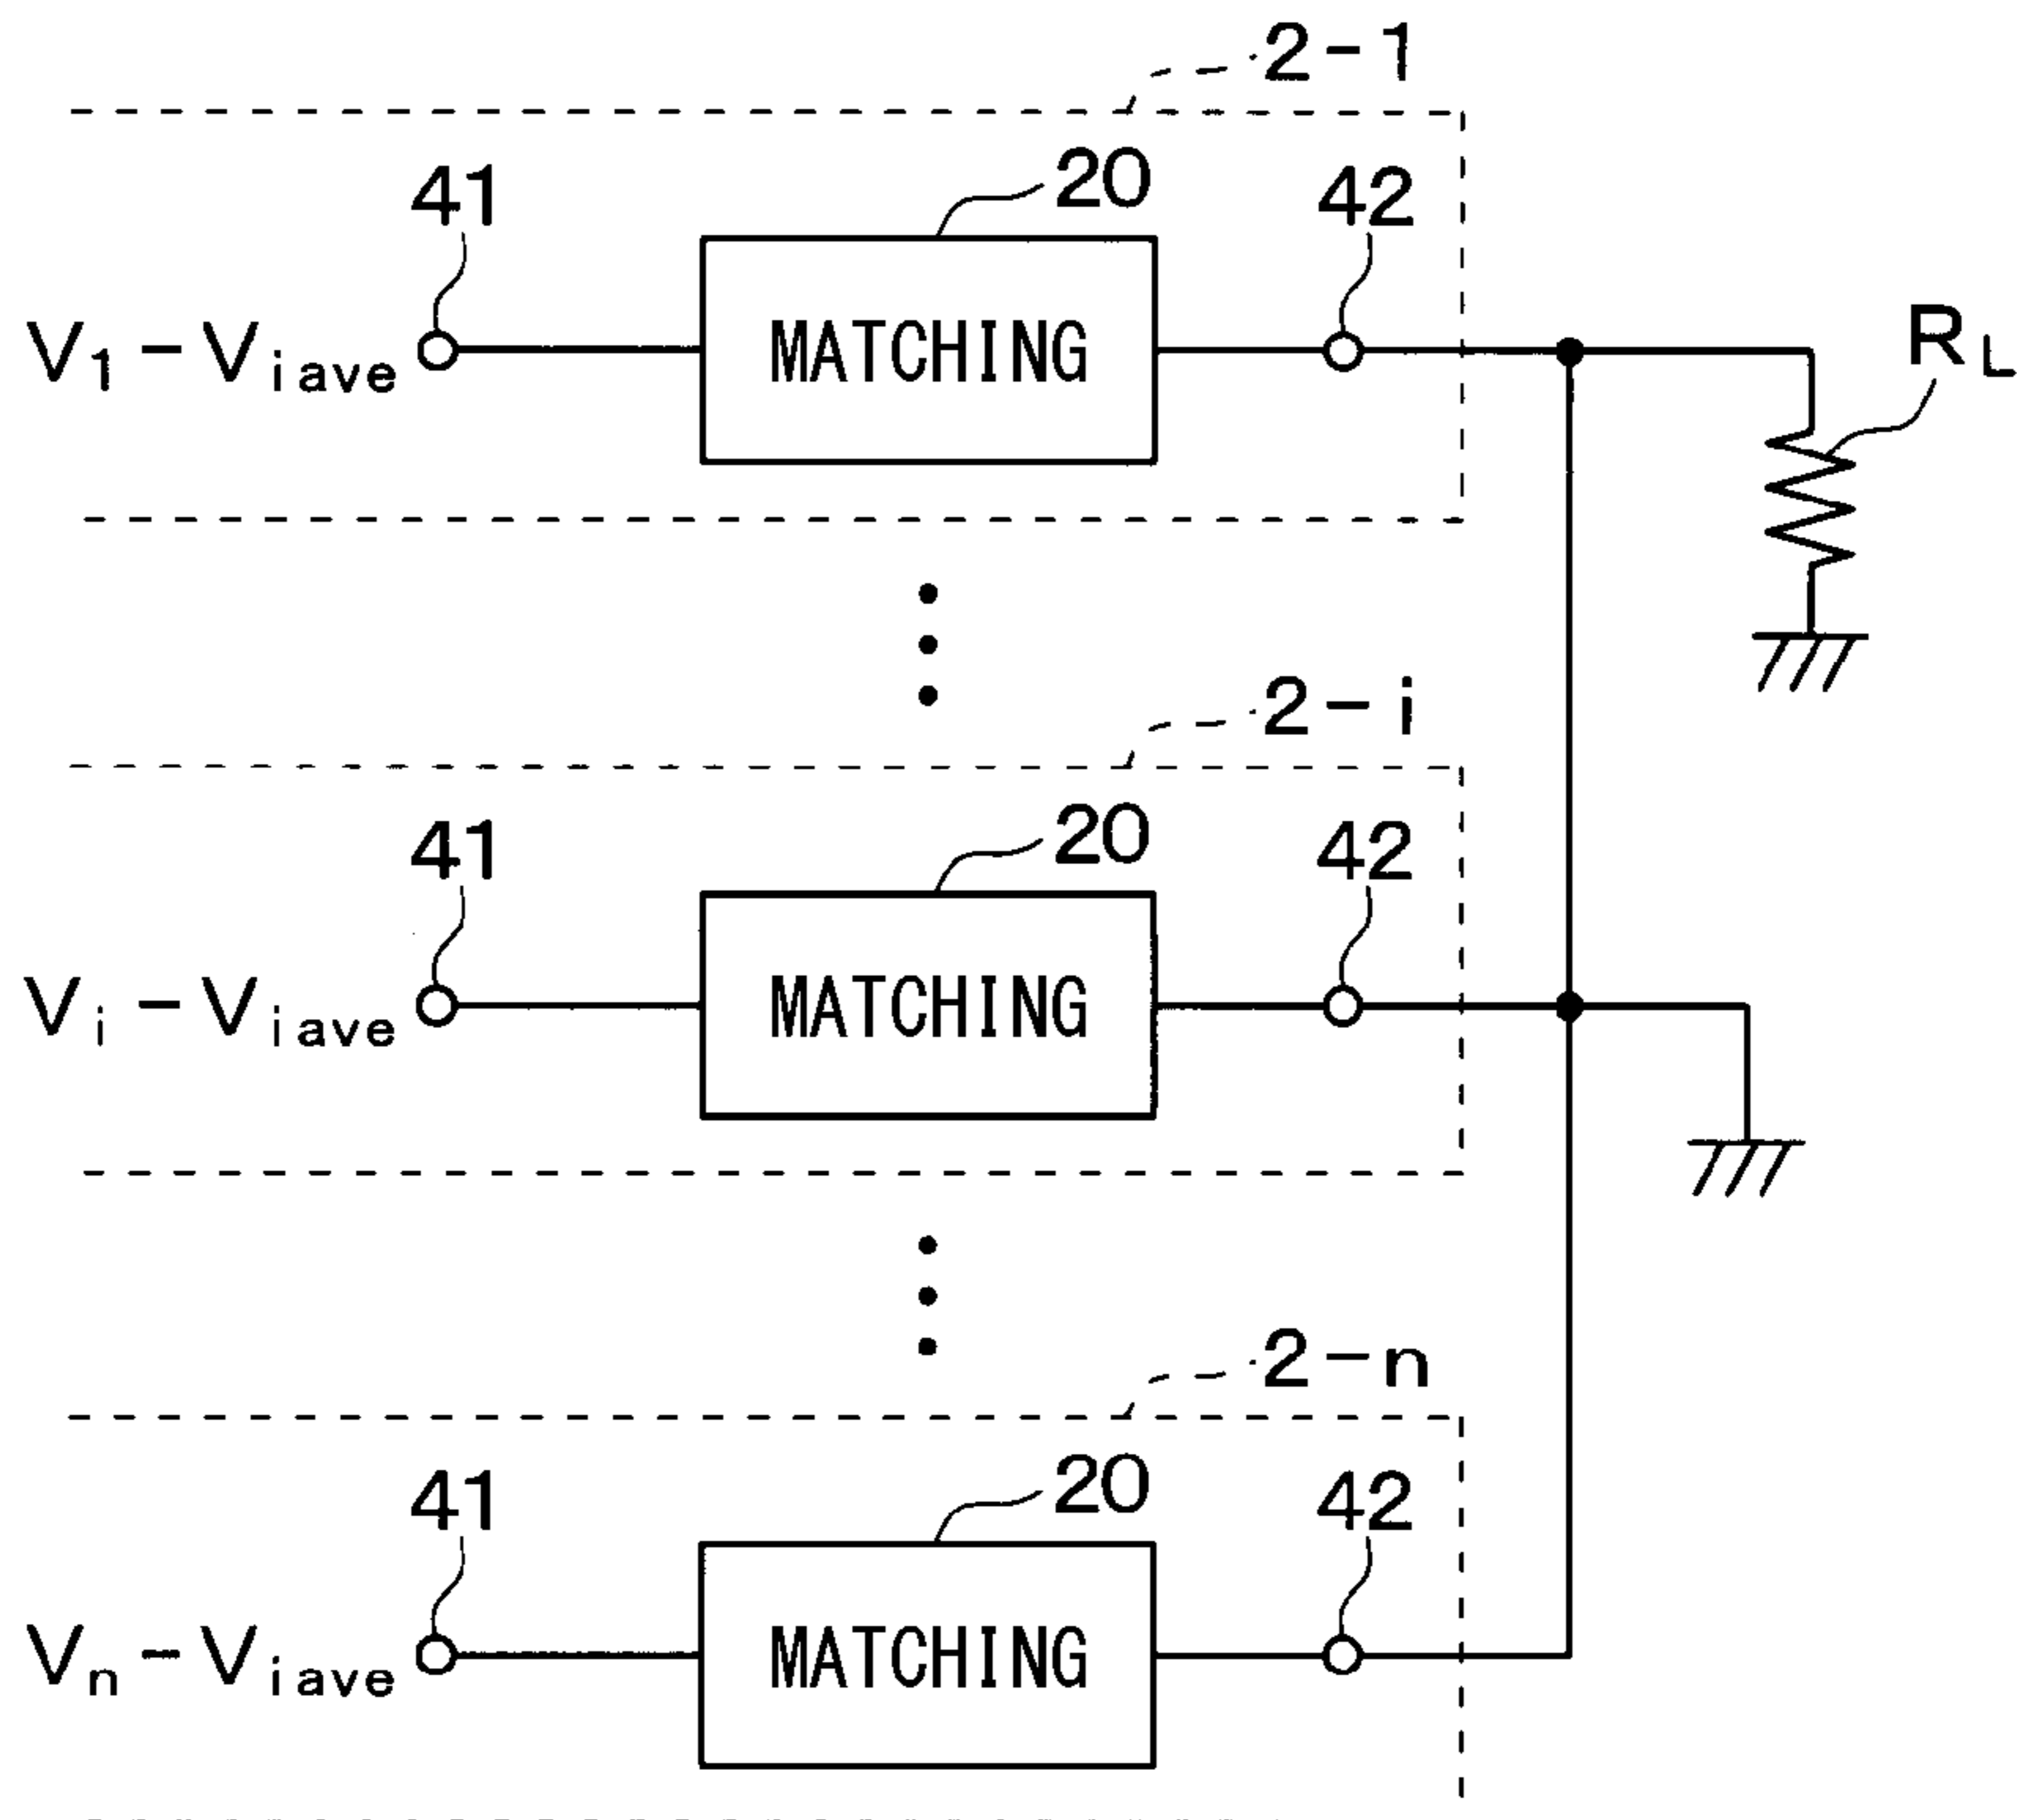 2-1
41 20 42
V1-Viave MATCHING RL
2-i
41 20 42
Vi-Viave MATCHING
2-n
41 20 42
Vn-Viave MATCHING